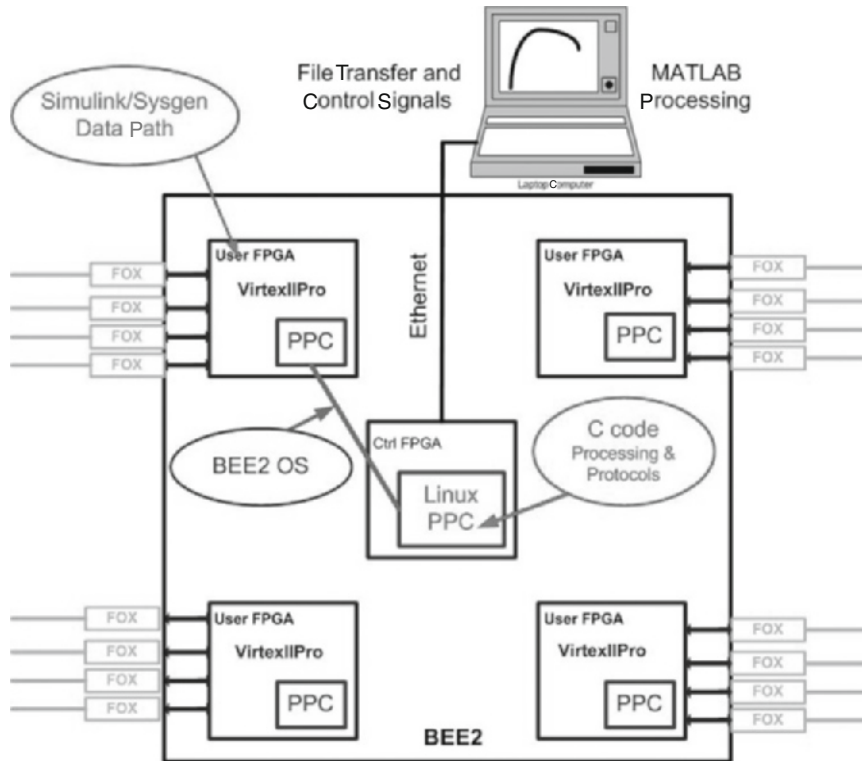 File Transfer and
Control Signals
MATLAB
Processing
Laptop Computer
Simulink/Sysgen
Data Path
Ethernet
User FPGA
VirtexIIPro
PPC
FOX
FOX
FOX
FOX
User FPGA
VirtexIIPro
PPC
FOX
FOX
FOX
FOX
BEE2 OS
Ctrl FPGA
Linux
PPC
C code
Processing &
Protocols
User FPGA
VirtexIIPro
PPC
FOX
FOX
FOX
FOX
User FPGA
VirtexIIPro
PPC
FOX
FOX
FOX
FOX
BEE2